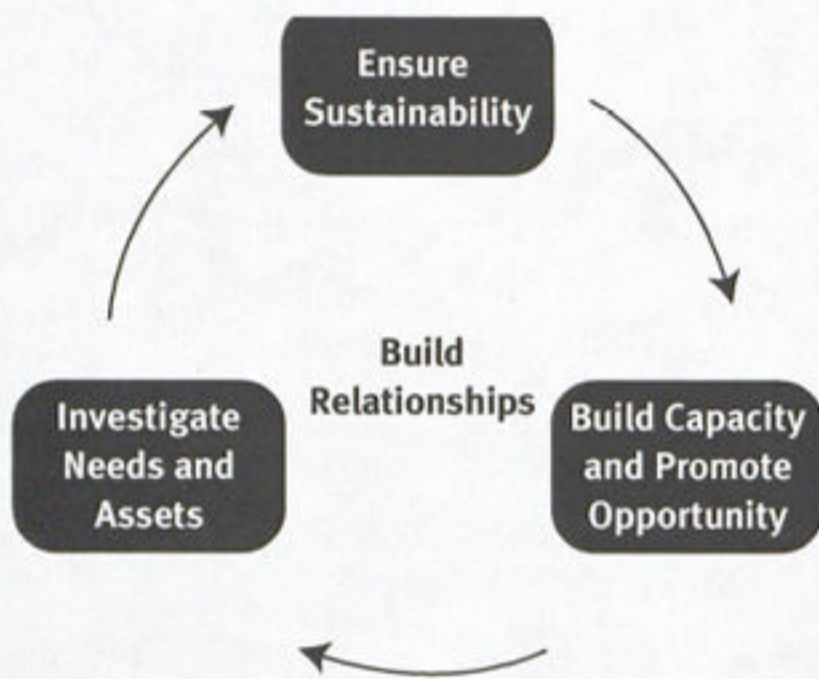 Ensure
Sustainability
Build
Relationships
Investigate
Needs and
Assets
Build Capacity
and Promote
Opportunity